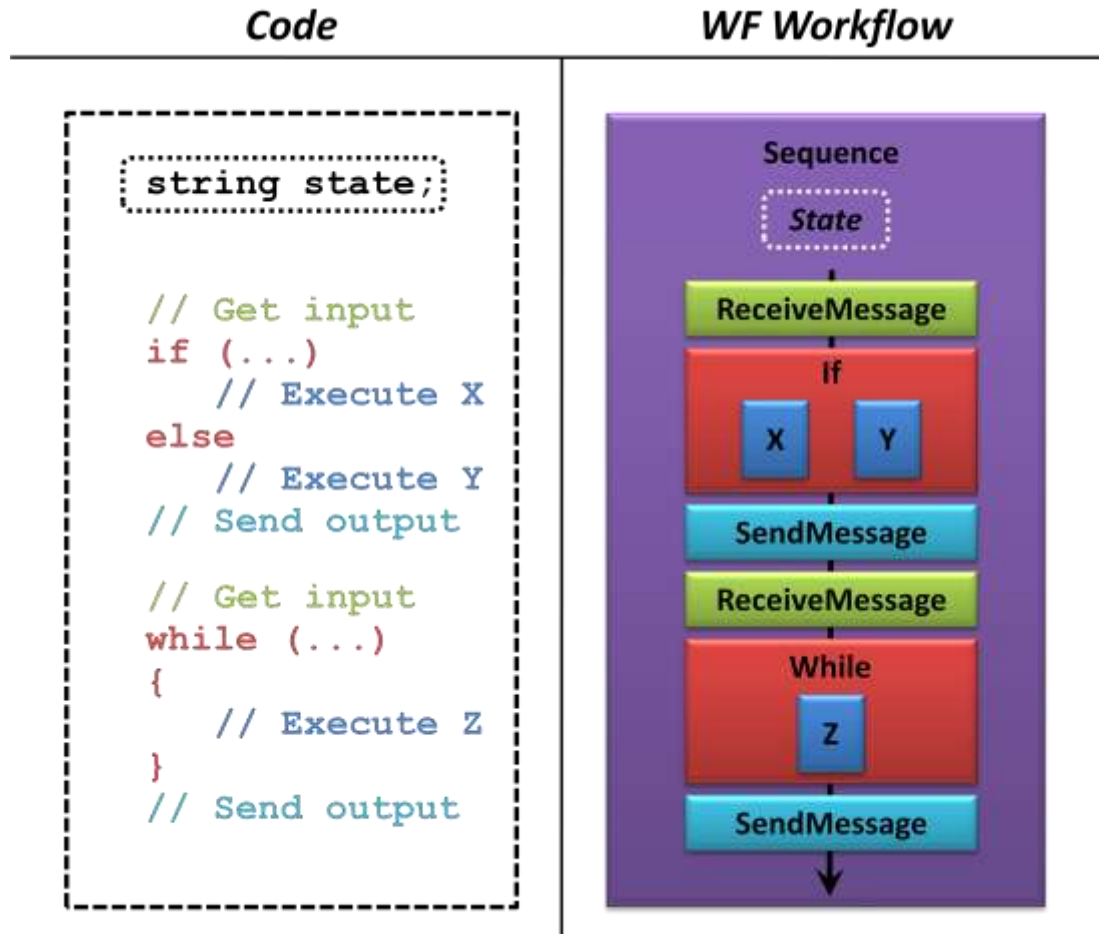 Code
string state;
// Get input
if (...)
// Execute X
else
// Execute Y
// Send output
// Get input
while (...)
{
// Execute Z
}
// Send output
WF Workflow
Sequence
State
ReceiveMessage
If
X Y
SendMessage
ReceiveMessage
While
Z
SendMessage